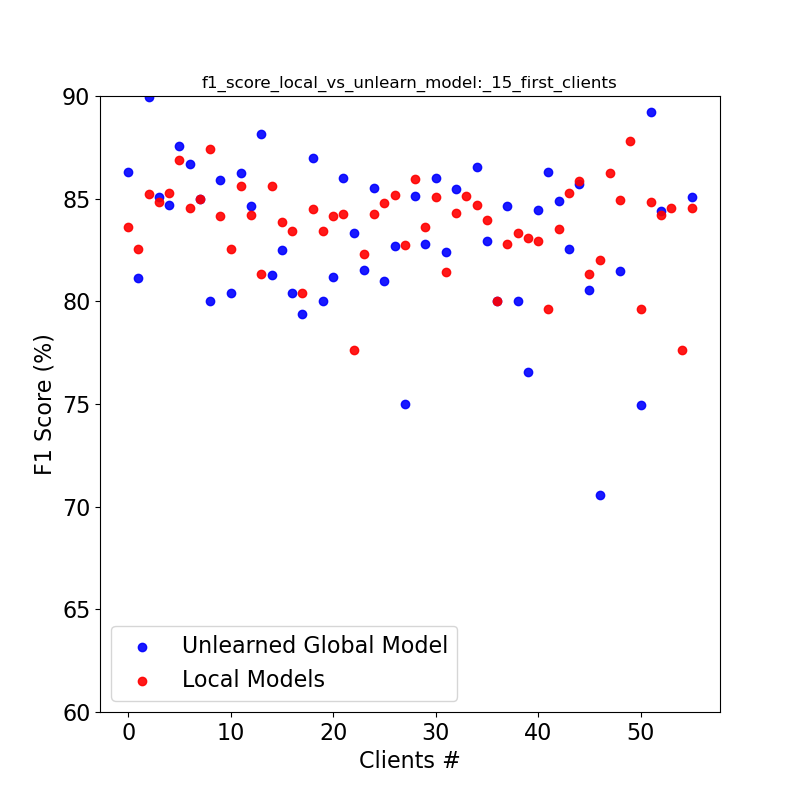 f1_score_local_vs_unlearn_model:_15_first_clients
90
85
80
75
70
65
60
F1 Score (%)
Unlearned Global Model
Local Models
0 10 20 30 40 50
Clients #